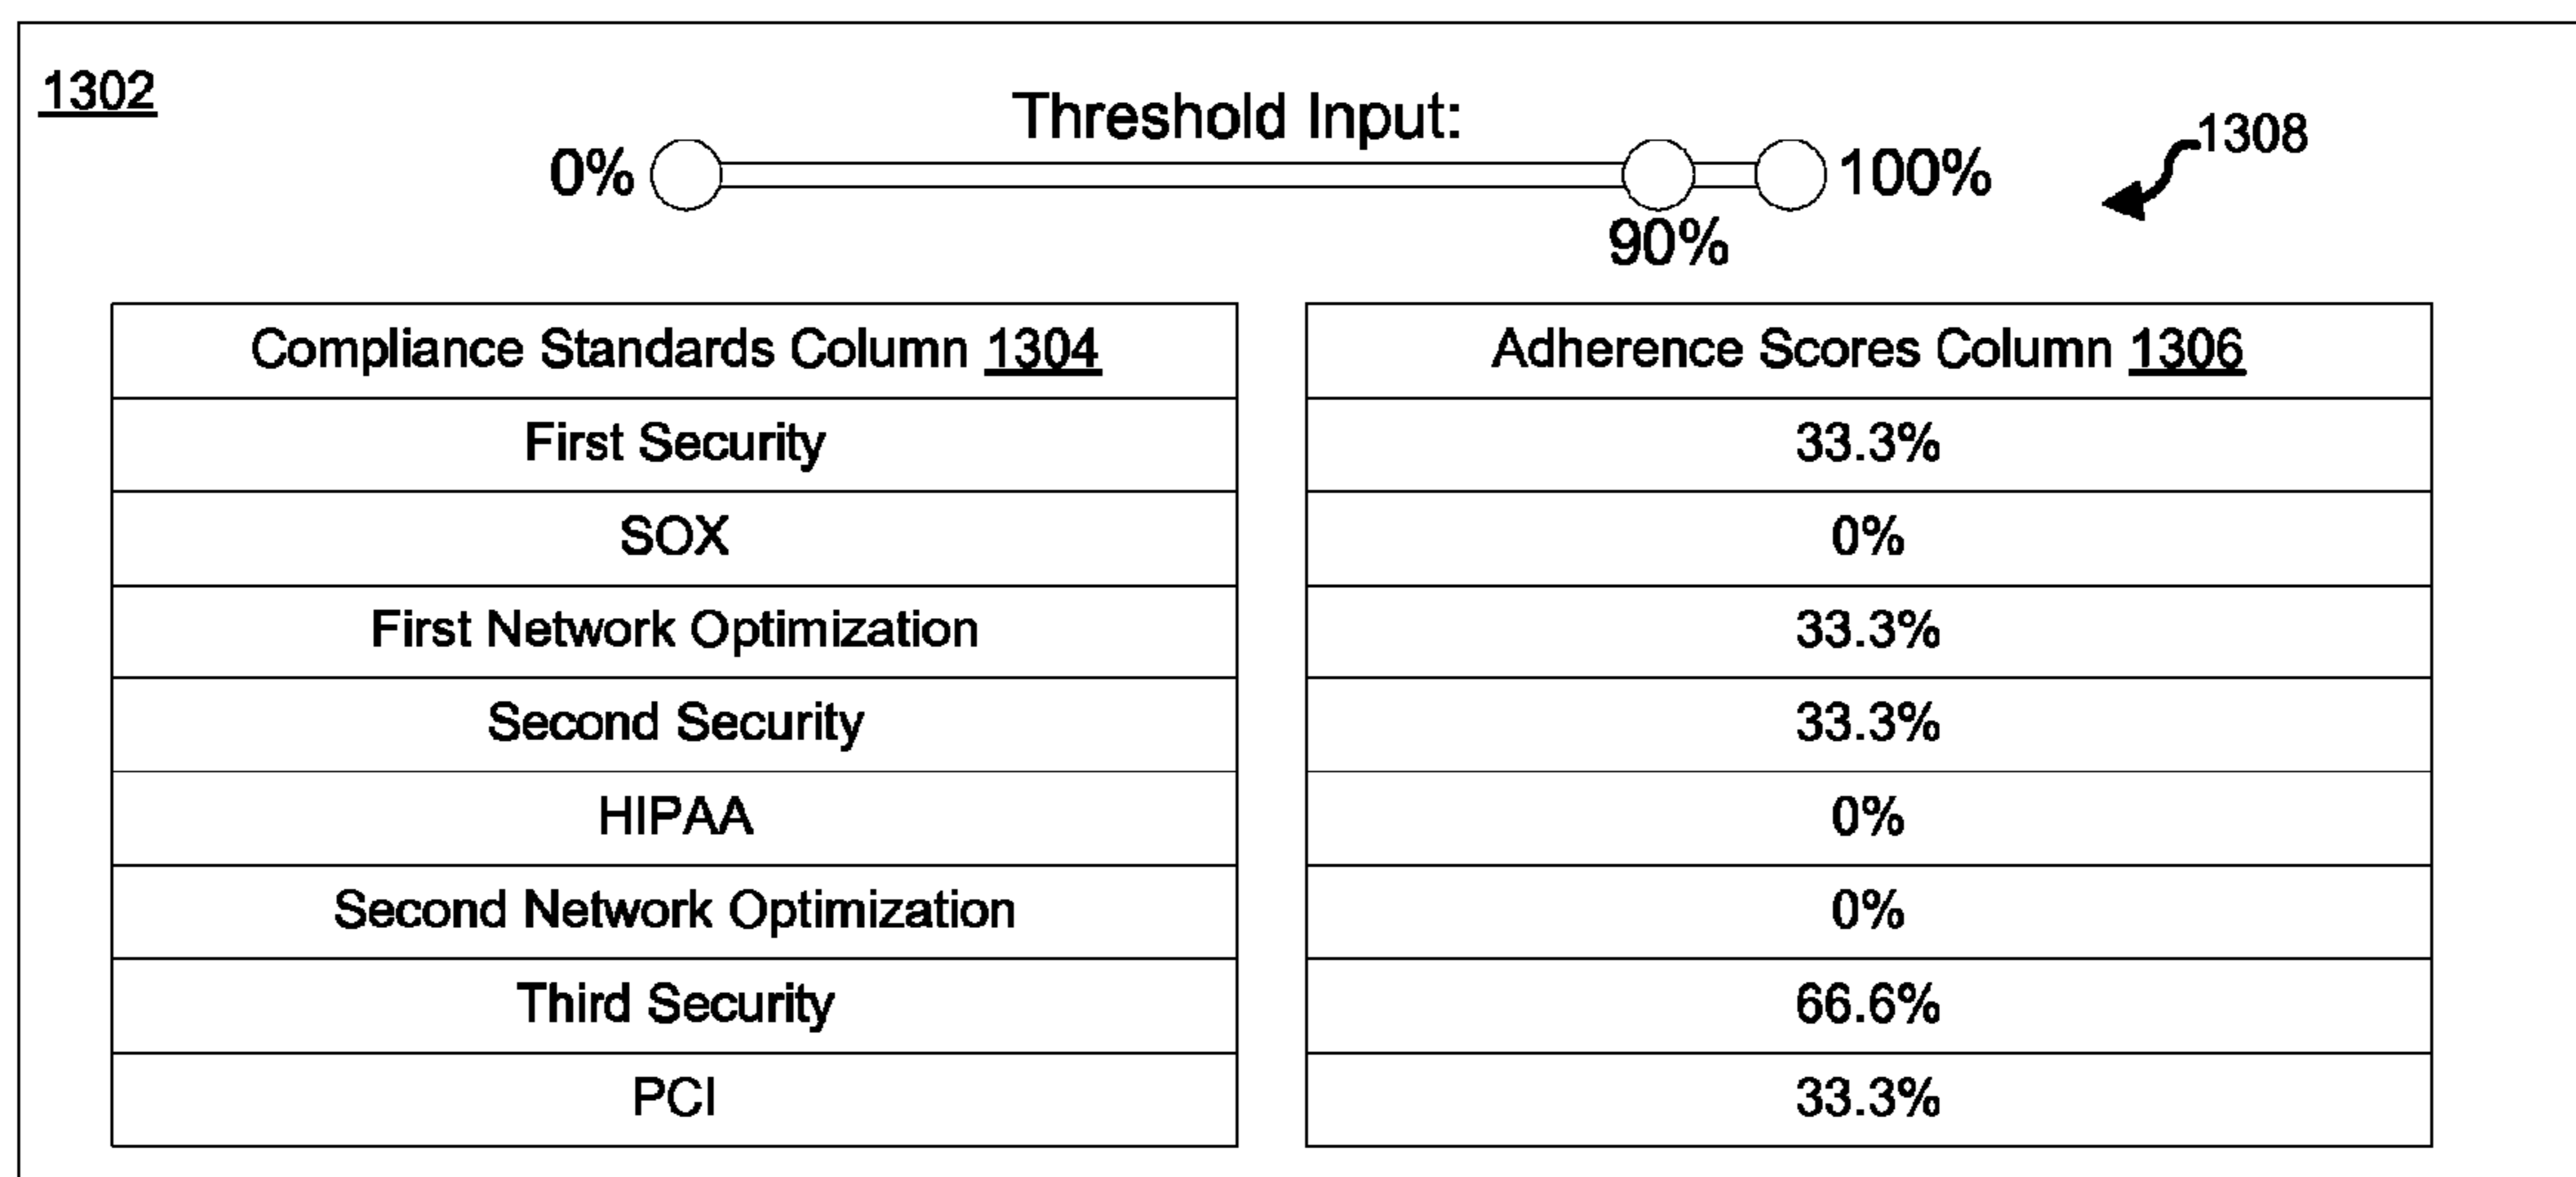 1302
Threshold Input:
1308
0%
100%
90%
Compliance Standards Column 1304
Adherence Scores Column 1306
First Security
33.3%
SOX
0%
First Network Optimization
33.3%
Second Security
33.3%
HIPAA
0%
Second Network Optimization
0%
Third Security
66.6%
PCI
33.3%